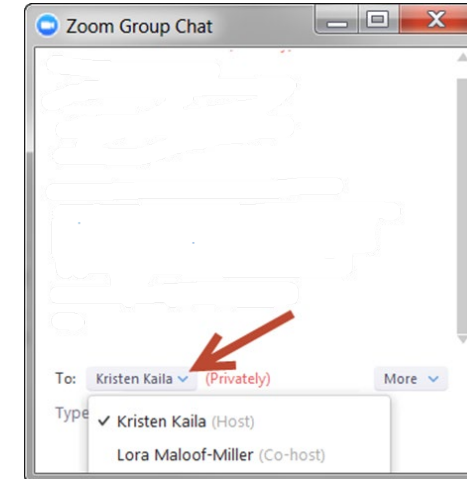 Zoom Group Chat
To: Kristen Kaila (Privately) More
Type
✓ Kristen Kaila (Host)
Lora Maloof-Miller (Co-host)